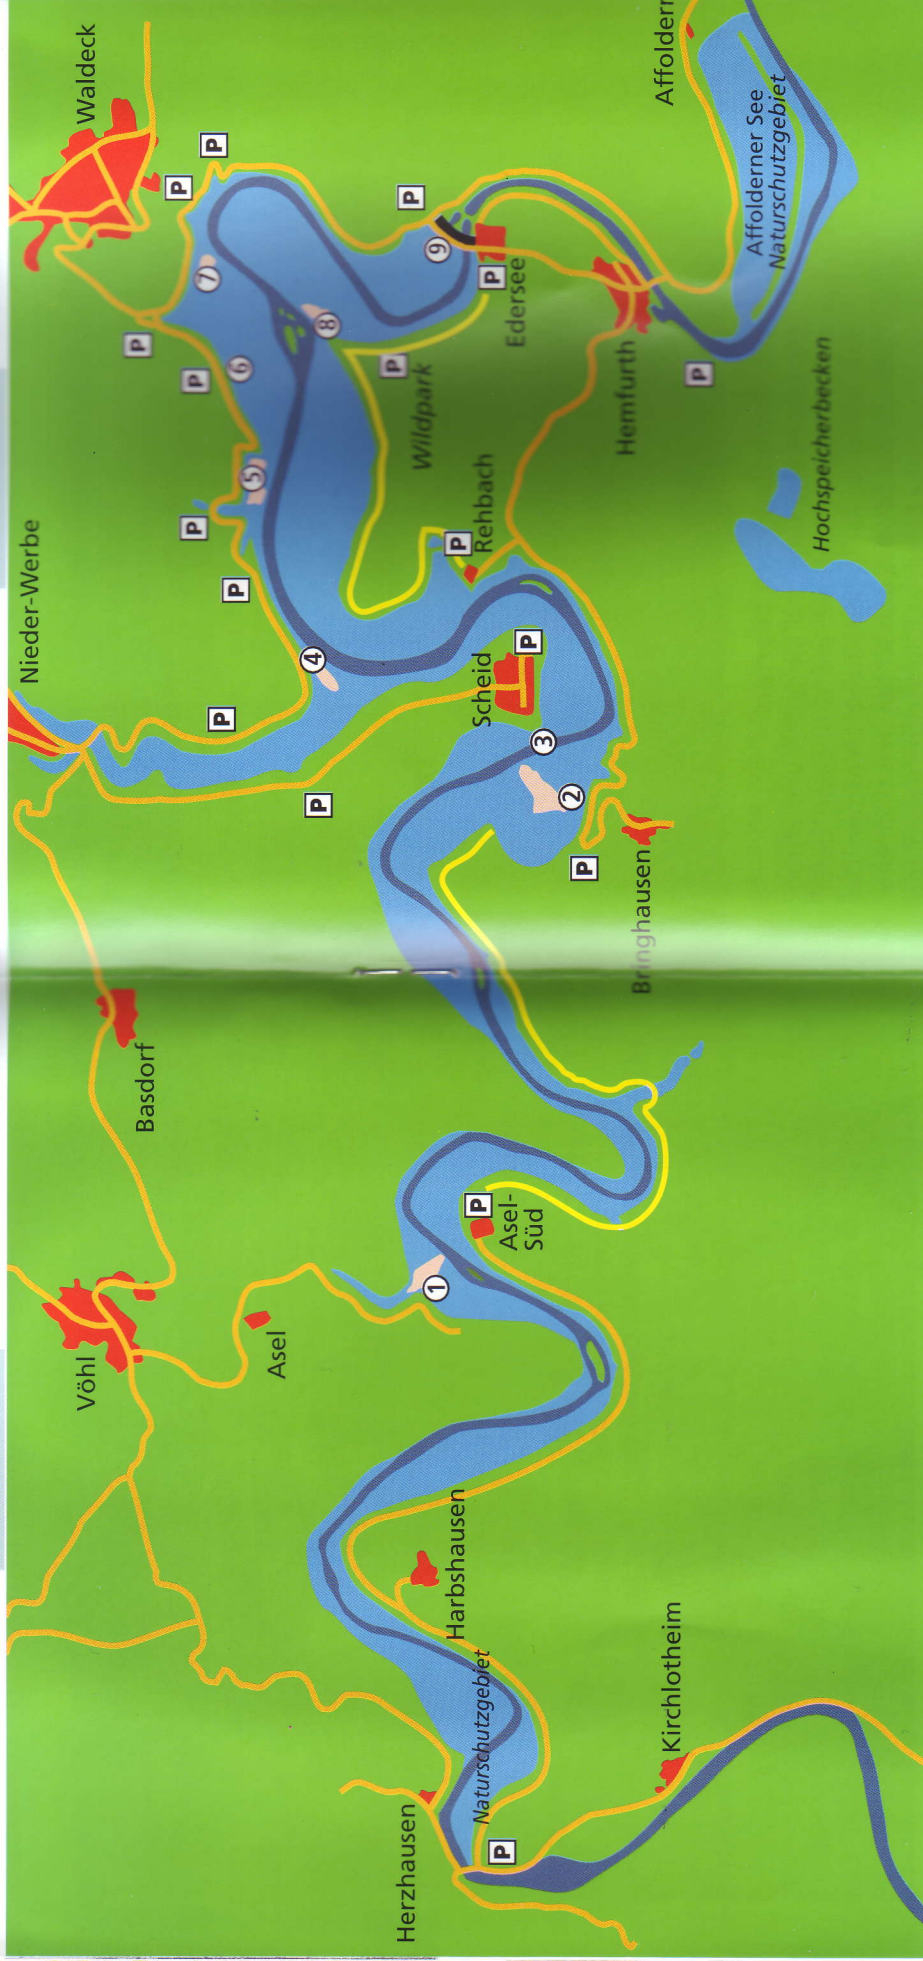 Nieder-Werbe
Vöhl
Waldeck
P
Basdorf
P
P
P
7
P
P
P
6
5
Asel
4
P
8
P
Herzhausen
P
Wildpark
1
9
Harbshausen
P
P
Naturschutzgebiet
Scheid
Rehbach
P
P
Asel-
Süd
Edersee
P
3
2
P
Hemfurth
Bringhausen
Affoldern
Kirchlotheim
P
Affolderner See
Naturschutzgebiet
Hochspeicherbecken